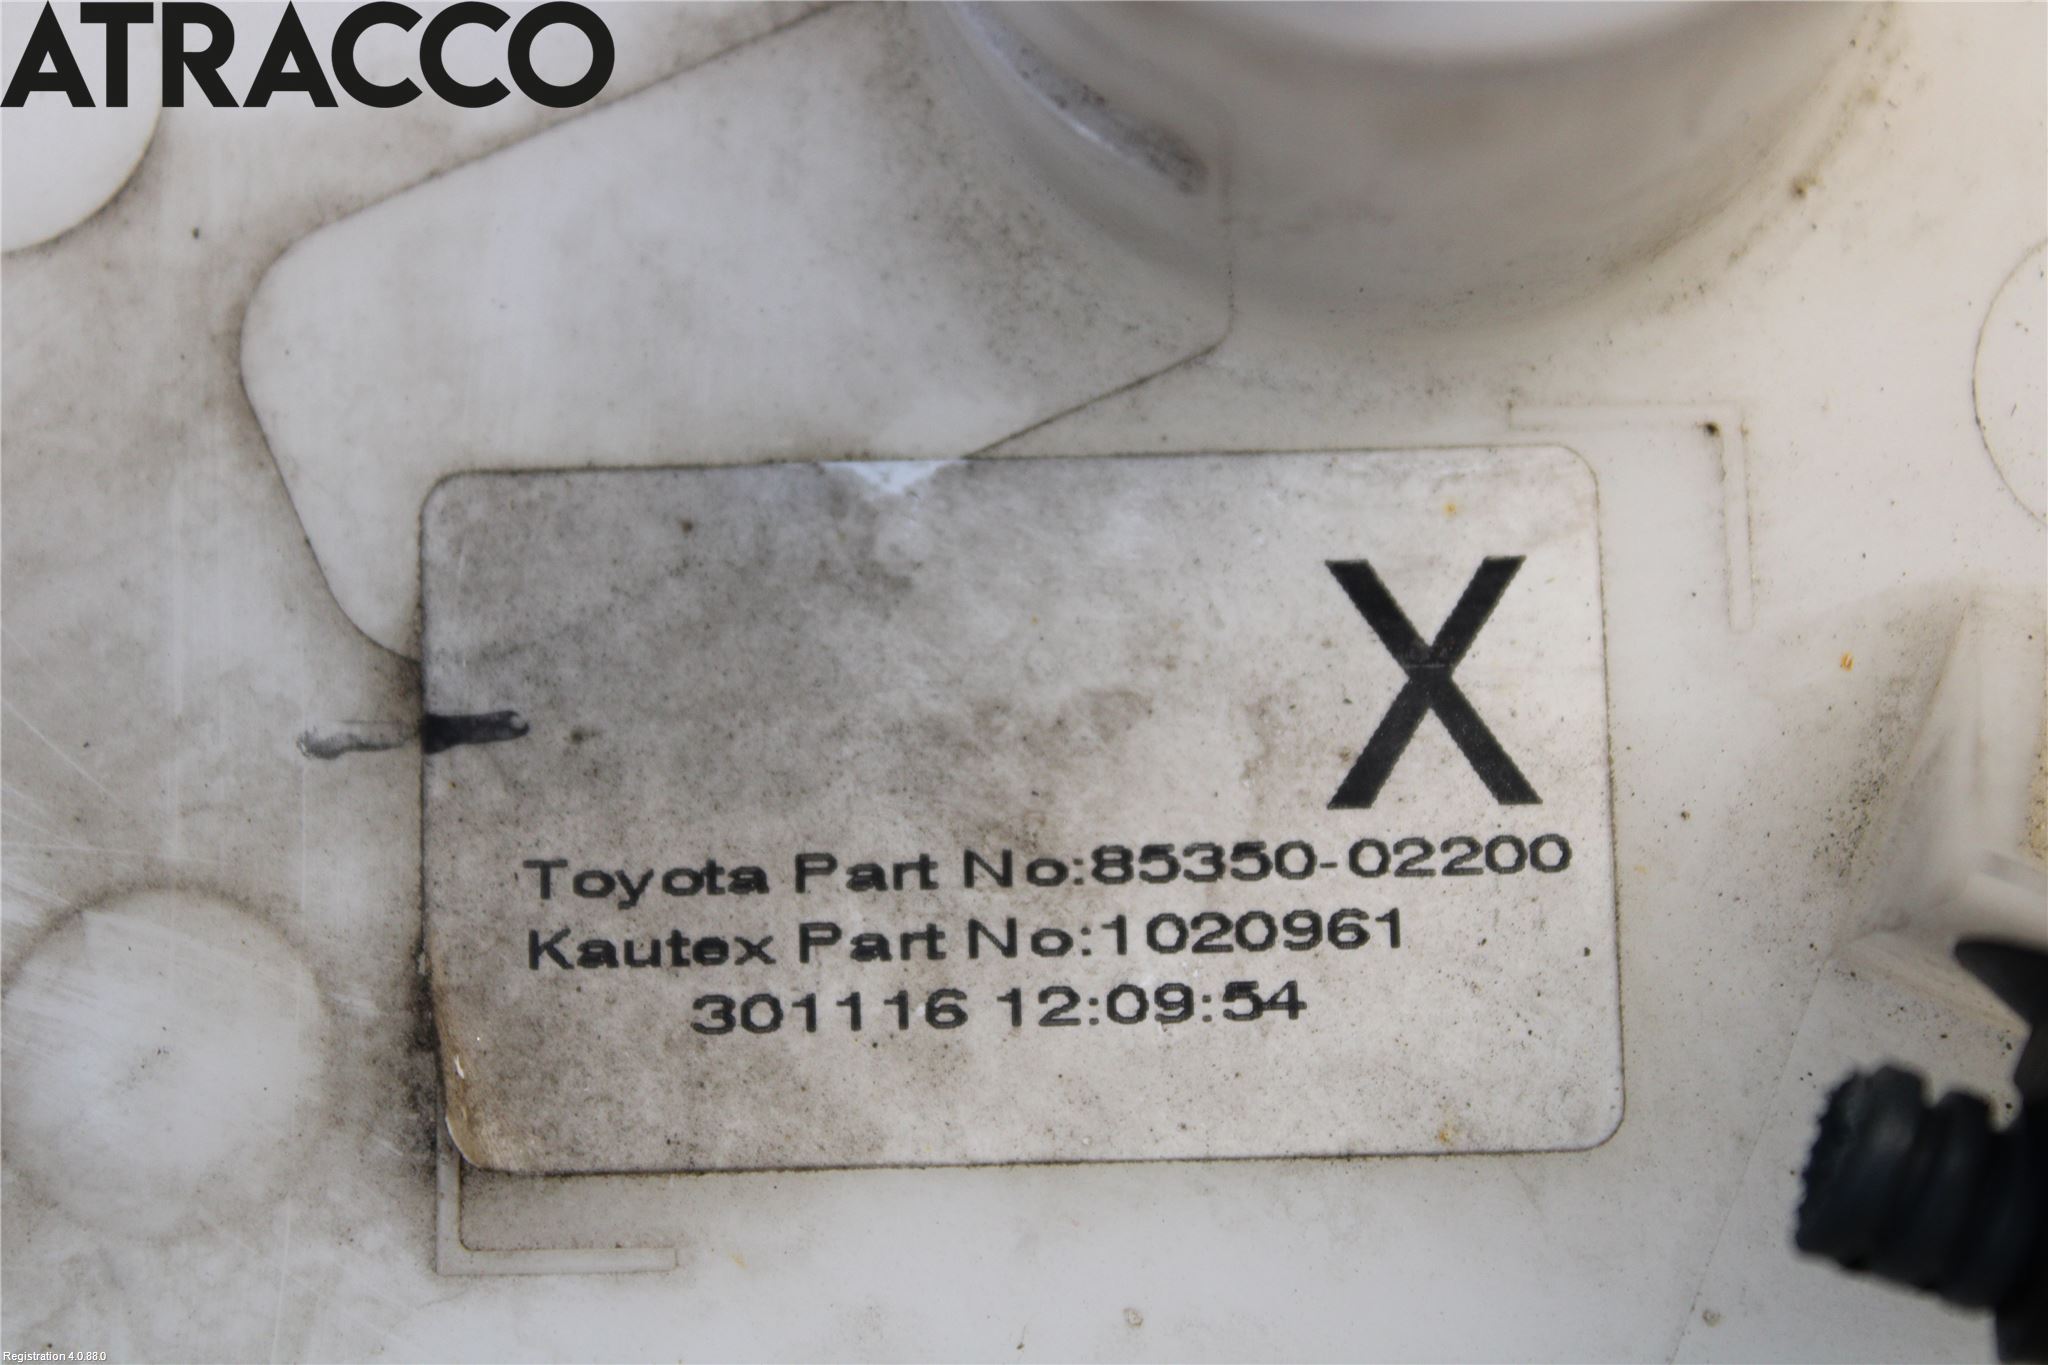 ATRACCO
X
Toyota Part No:85350-02200
Kautex Part No:1020961
301116 12:09:54
Registration 4.0.88.0